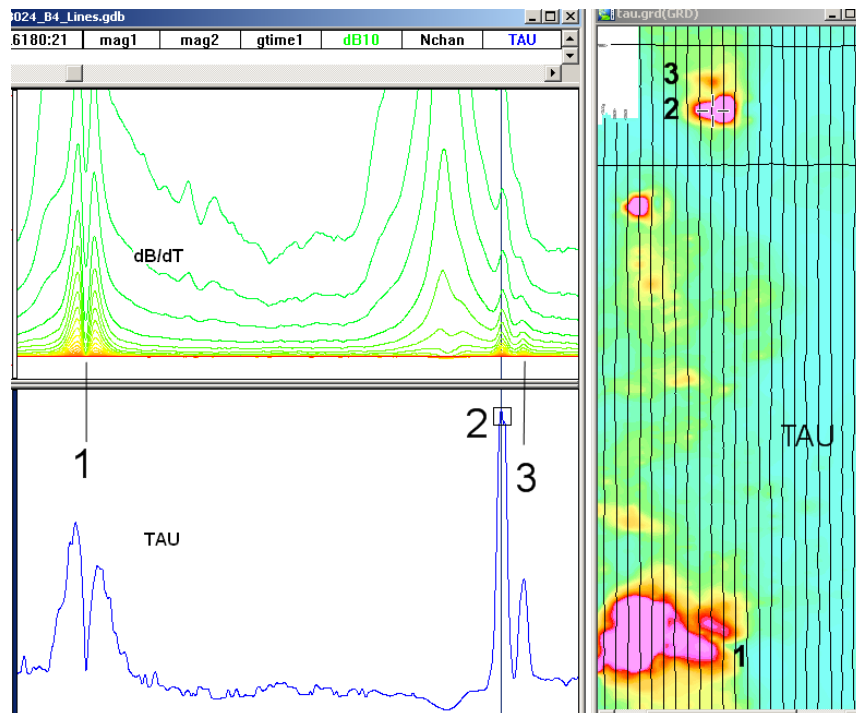 3024_B4_Lines.gdb
.6180:21 mag1 mag2 gtime1 dB10 Nchan TAU
dB/dT
1
2
3
TAU
tau.grd(GRD)
3
2
TAU
1